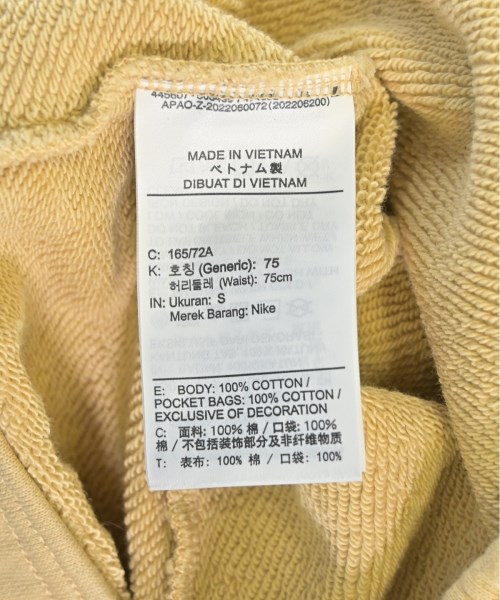 APAO-Z-2022060072 (202206200)
MADE IN VIETNAM
ベトナム製
DIBUAT DI VIETNAM
C: 165/72A
K: 호칭 (Generic): 75
허리둘레 (Waist): 75cm
IN: Ukuran: S
Merek Barang: Nike
E: BODY: 100% COTTON /
POCKET BAGS: 100% COTTON /
EXCLUSIVE OF DECORATION
C: 面料: 100% 棉 / 口袋: 100%
棉 / 不包括装饰部分及非纤维物质
T: 表布: 100% 棉 / 口袋: 100%